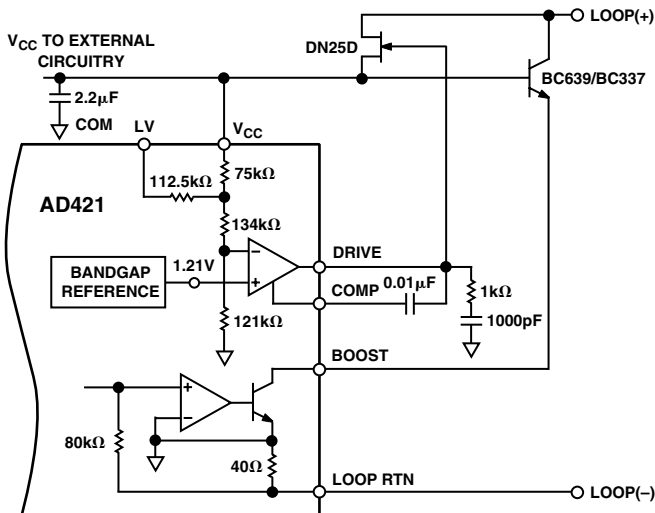 LOOP(+)
DN25D
V_CC TO EXTERNAL
CIRCUITRY
BC639/BC337
2.2µF
COM
LV
V_CC
112.5kΩ
75kΩ
AD421
134kΩ
BANDGAP
REFERENCE
1.21V
–
+
DRIVE
COMP
0.01µF
1kΩ
1000pF
121kΩ
BOOST
+
–
80kΩ
40Ω
LOOP RTN
LOOP(–)